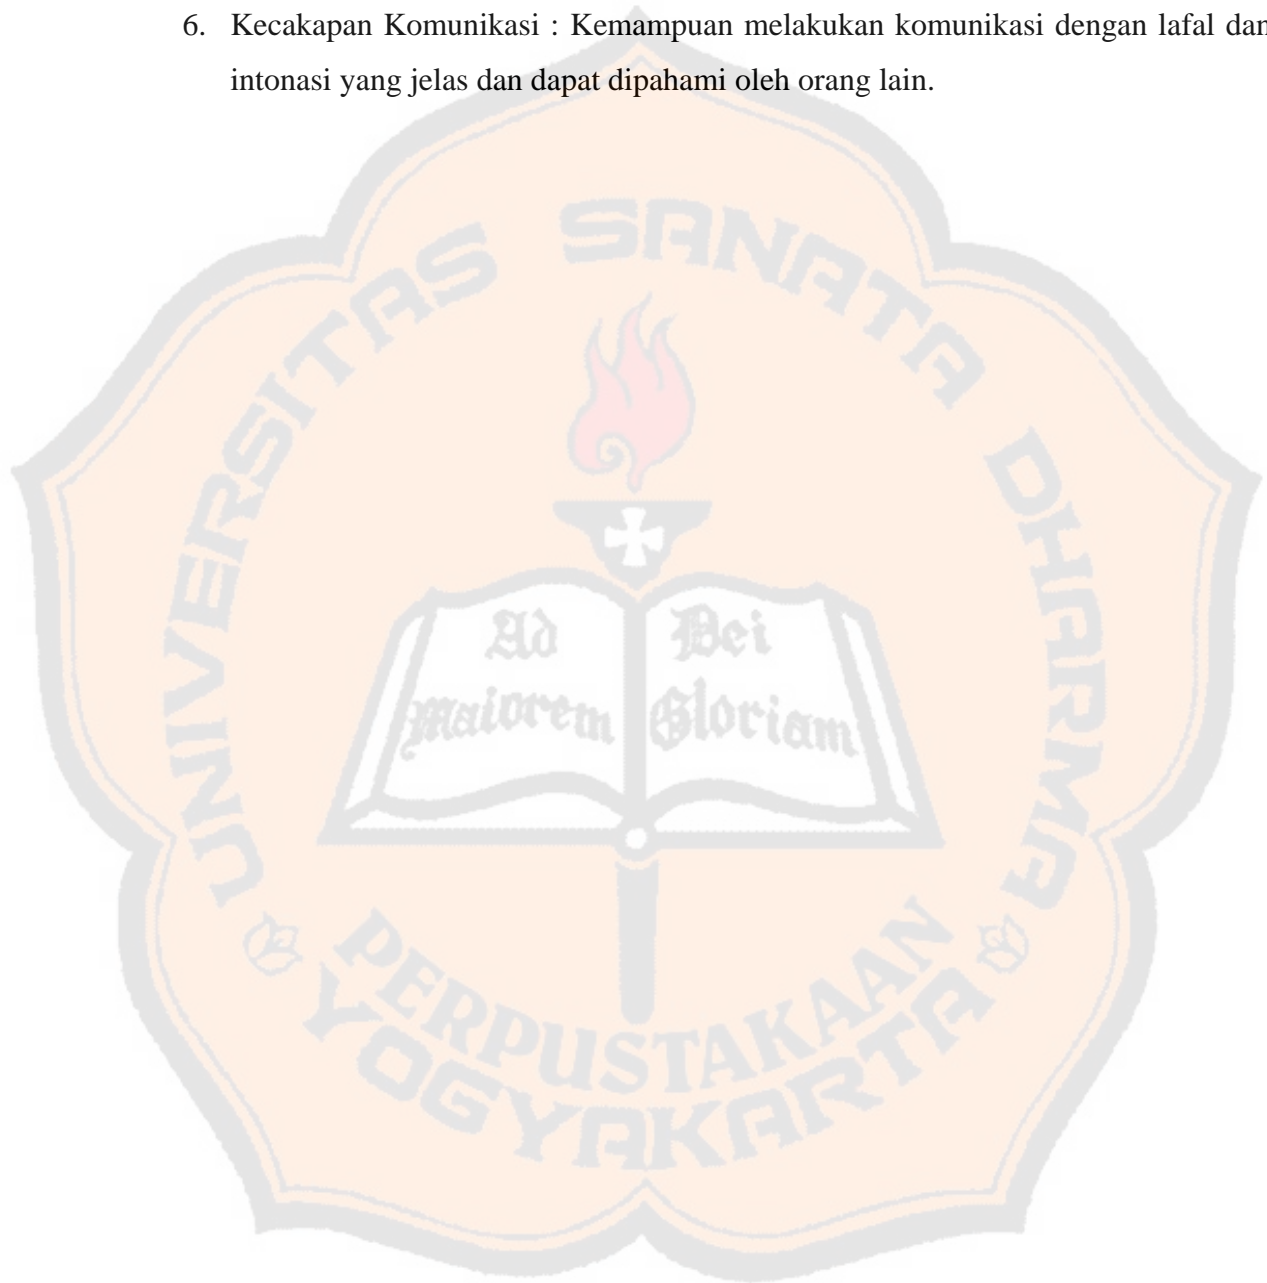 6. Kecakapan Komunikasi : Kemampuan melakukan komunikasi dengan lafal dan
intonasi yang jelas dan dapat dipahami oleh orang lain.
UNIVERSITAS SANATA DHARMA
Ad
maiorem
Dei
Gloriam
PERPUSTAKAAN
YOGYAKARTA